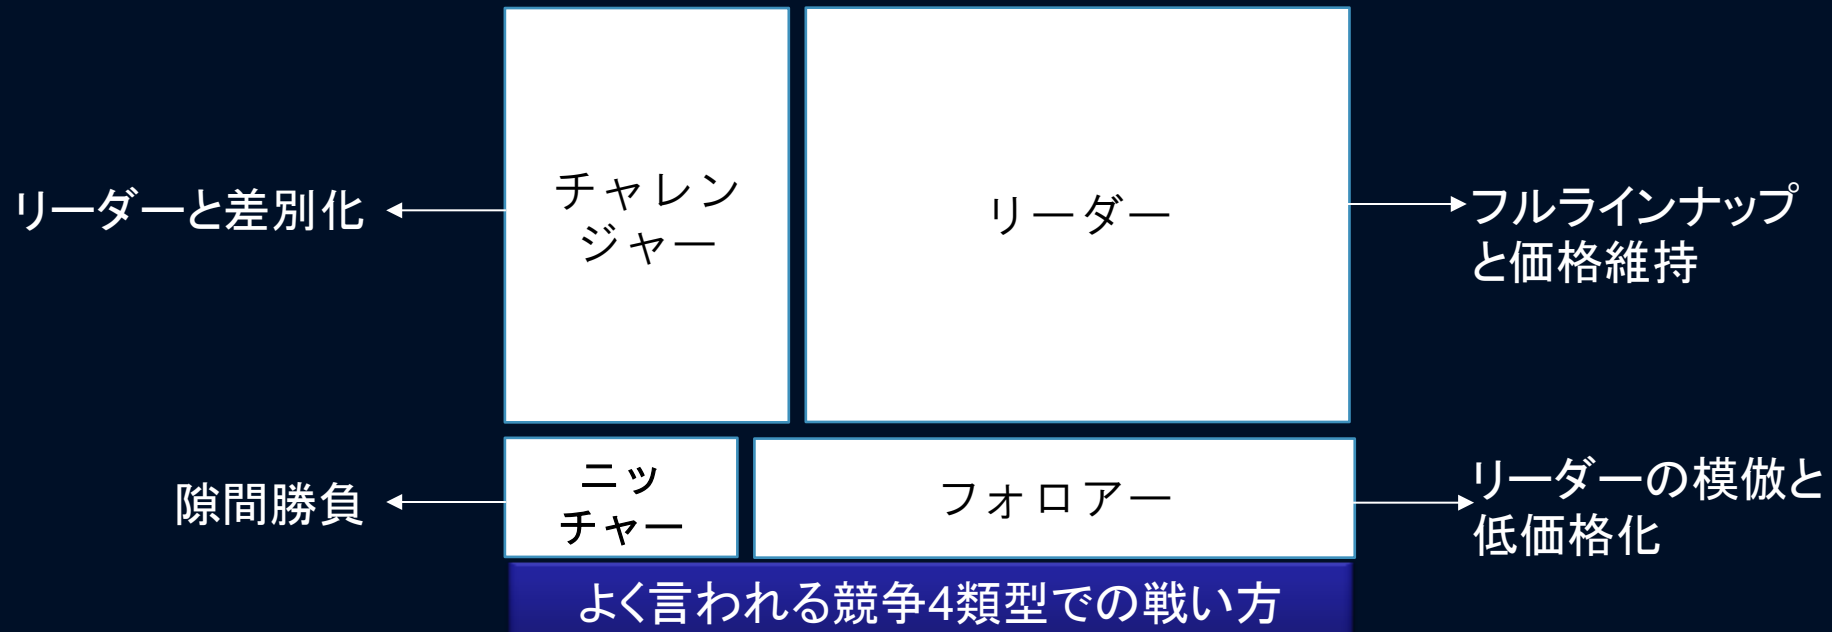 リーダーと差別化
チャレン
ジャー
リーダー
フルラインナップ
と価格維持
隙間勝負
ニッ
チャー
フォロアー
リーダーの模倣と
低価格化
よく言われる競争4類型での戦い方